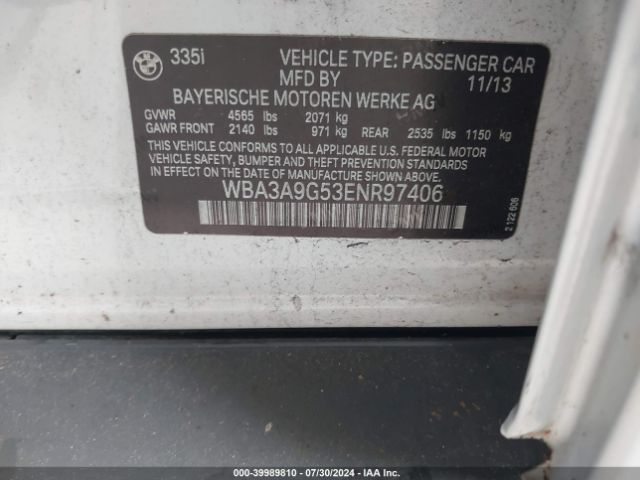 335i VEHICLE TYPE: PASSENGER CAR
MFD BY 11/13
BAYERISCHE MOTOREN WERKE AG
GVWR 4565 lbs 2071 kg
GAWR FRONT 2140 lbs 971 kg REAR 2535 lbs 1150 kg
THIS VEHICLE CONFORMS TO ALL APPLICABLE U.S. FEDERAL MOTOR
VEHICLE SAFETY, BUMPER AND THEFT PREVENTION STANDARDS IN
EFFECT ON THE DATE OF MANUFACTURE SHOWN ABOVE.
WBA3A9G53ENR97406
2 122 606
000-39989810 / 07/30/2024 - IAA Inc.